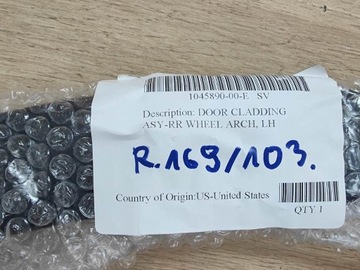 1045890-00-E SV
Description: DOOR CLADDING
ASY-RR WHEEL ARCH, LH
R.169/103.
Country of Origin:US-United States
QTY 1